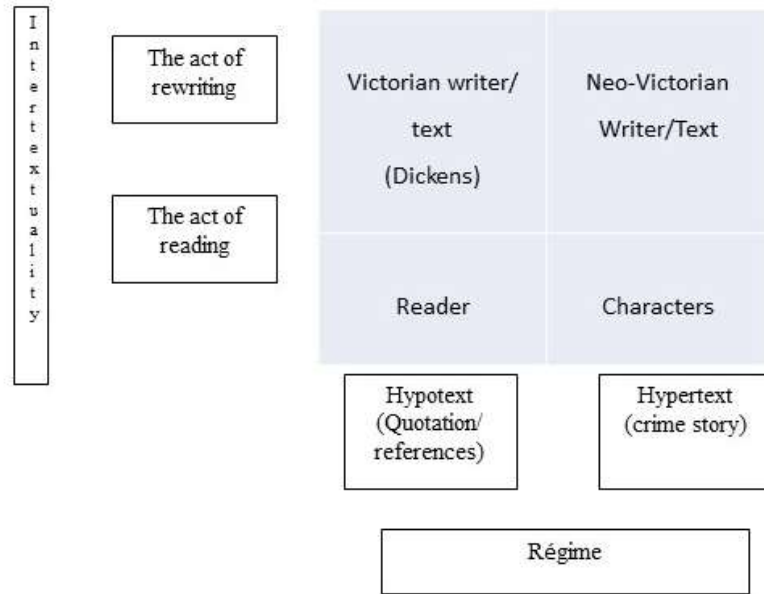 Intertextuality
The act of
rewriting
Victorian writer/
text
(Dickens)
Neo-Victorian
Writer/Text
The act of
reading
Reader
Characters
Hypotext
(Quotation/
references)
Hypertext
(crime story)
Régime